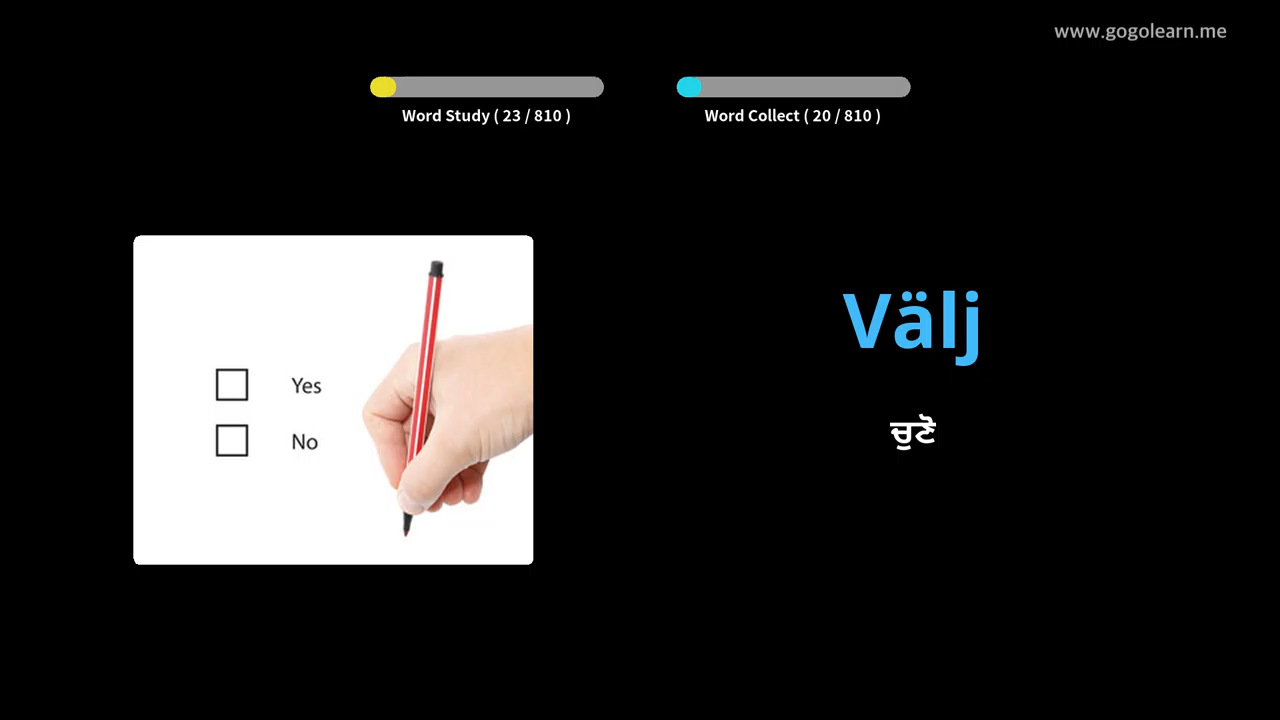 www.gogolearn.me
Word Study ( 23 / 810 )
Word Collect ( 20 / 810 )
Yes
No
Välj
ਚੁਣੋ